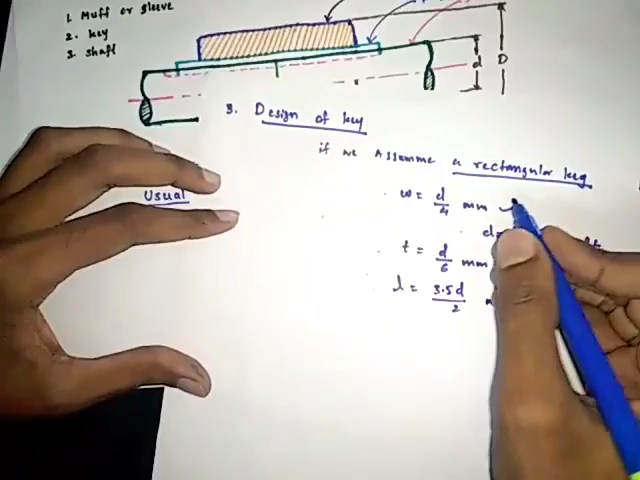 1. Muff or sleeve
2. key
3. shaft
d
D
3. Design of key
if we Assumme a rectangular key
Usual
w = d/4 mm
d=
t = d/6 mm
l = 3.5d/2